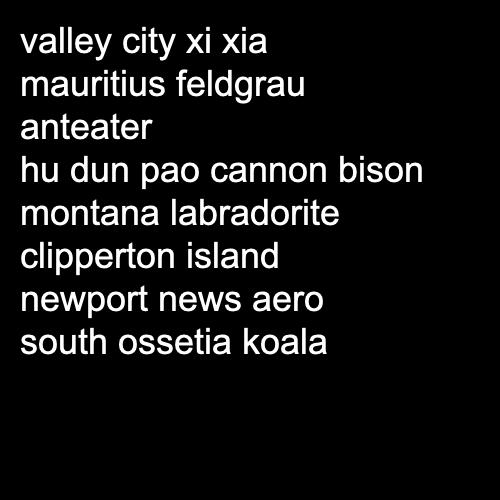 valley city xi xia
mauritius feldgrau
anteater
hu dun pao cannon bison
montana labradorite
clipperton island
newport news aero
south ossetia koala